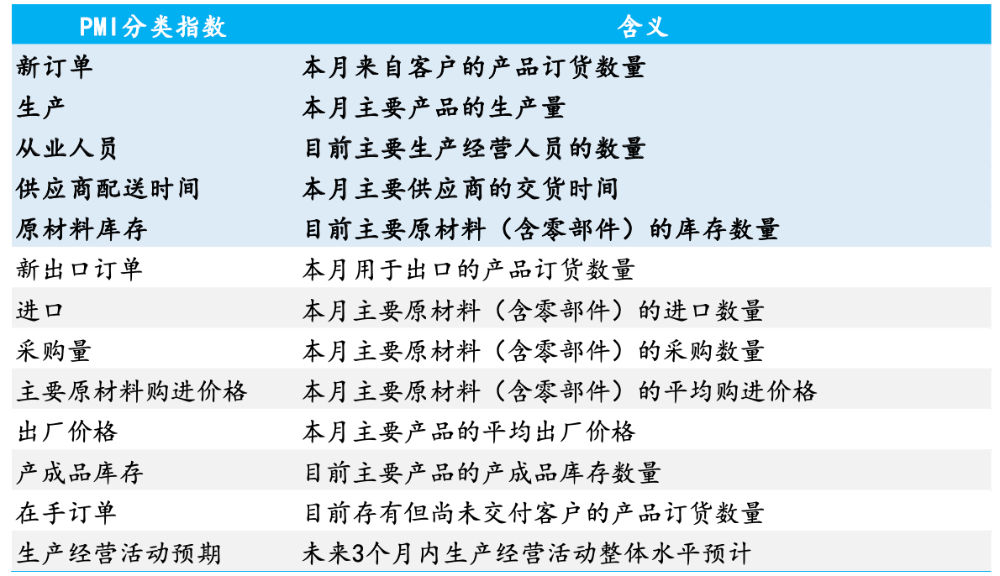 PMI分类指数 含义
新订单 本月来自客户的产品订货数量
生产 本月主要产品的生产量
从业人员 目前主要生产经营人员的数量
供应商配送时间 本月主要供应商的交货时间
原材料库存 目前主要原材料（含零部件）的库存数量
新出口订单 本月用于出口的产品订货数量
进口 本月主要原材料（含零部件）的进口数量
采购量 本月主要原材料（含零部件）的采购数量
主要原材料购进价格 本月主要原材料（含零部件）的平均购进价格
出厂价格 本月主要产品的平均出厂价格
产成品库存 目前主要产品的产成品库存数量
在手订单 目前存有但尚未交付客户的产品订货数量
生产经营活动预期 未来3个月内生产经营活动整体水平预计